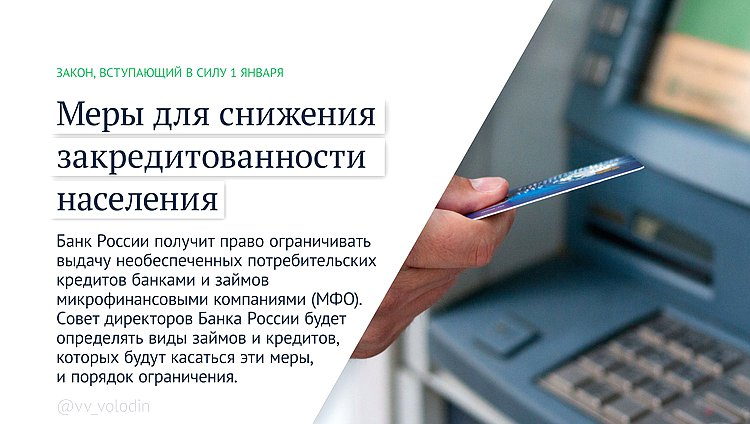 ЗАКОН, ВСТУПАЮЩИЙ В СИЛУ 1 ЯНВАРЯ
Меры для снижения
закредитованности
населения
Банк России получит право ограничивать
выдачу необеспеченных потребительских
кредитов банками и займов
микрофинансовыми компаниями (МФО).
Совет директоров Банка России будет
определять виды займов и кредитов,
которых будут касаться эти меры,
и порядок ограничения.
@vv_volodin